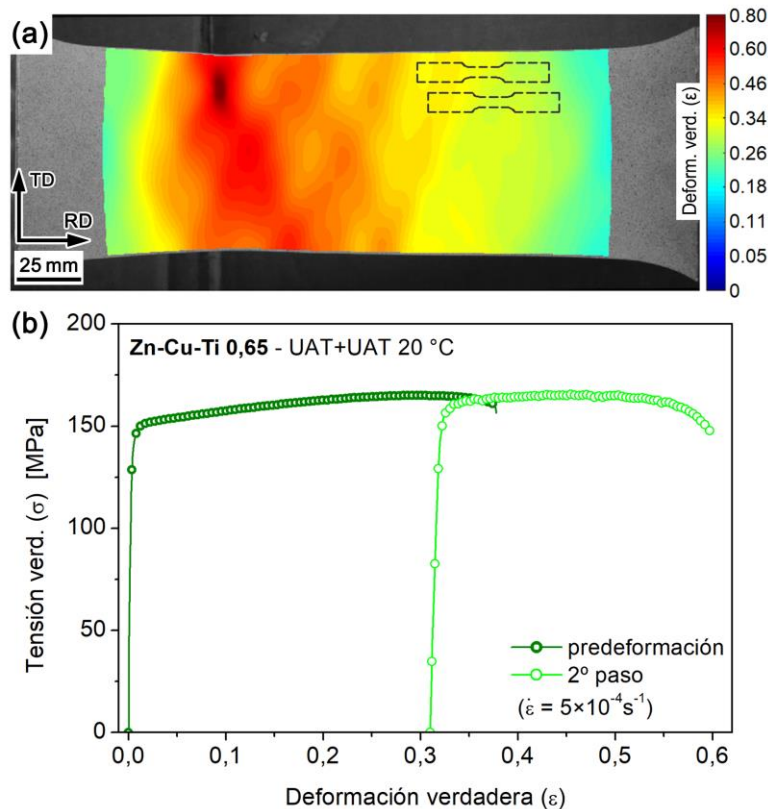 (a)
TD
RD
25 mm
Deform. verd. (ε)
0.80
0.60
0.46
0.34
0.26
0.18
0.11
0.05
0
(b)
Zn-Cu-Ti 0,65 - UAT+UAT 20 °C
Tensión verd. (σ) [MPa]
200
150
100
50
0
predeformación
2º paso
(ε̇ = 5×10⁻⁴s⁻¹)
0,0 0,1 0,2 0,3 0,4 0,5 0,6
Deformación verdadera (ε)